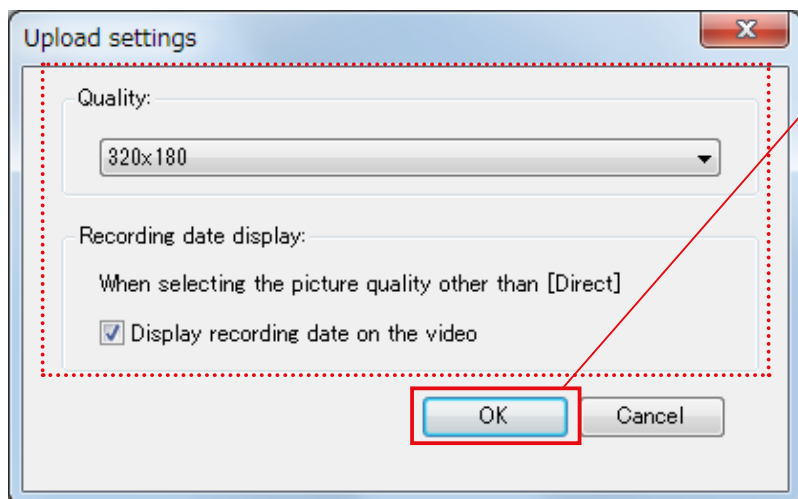 Upload settings
Quality:
320x180
Recording date display:
When selecting the picture quality other than [Direct]
Display recording date on the video
OK Cancel